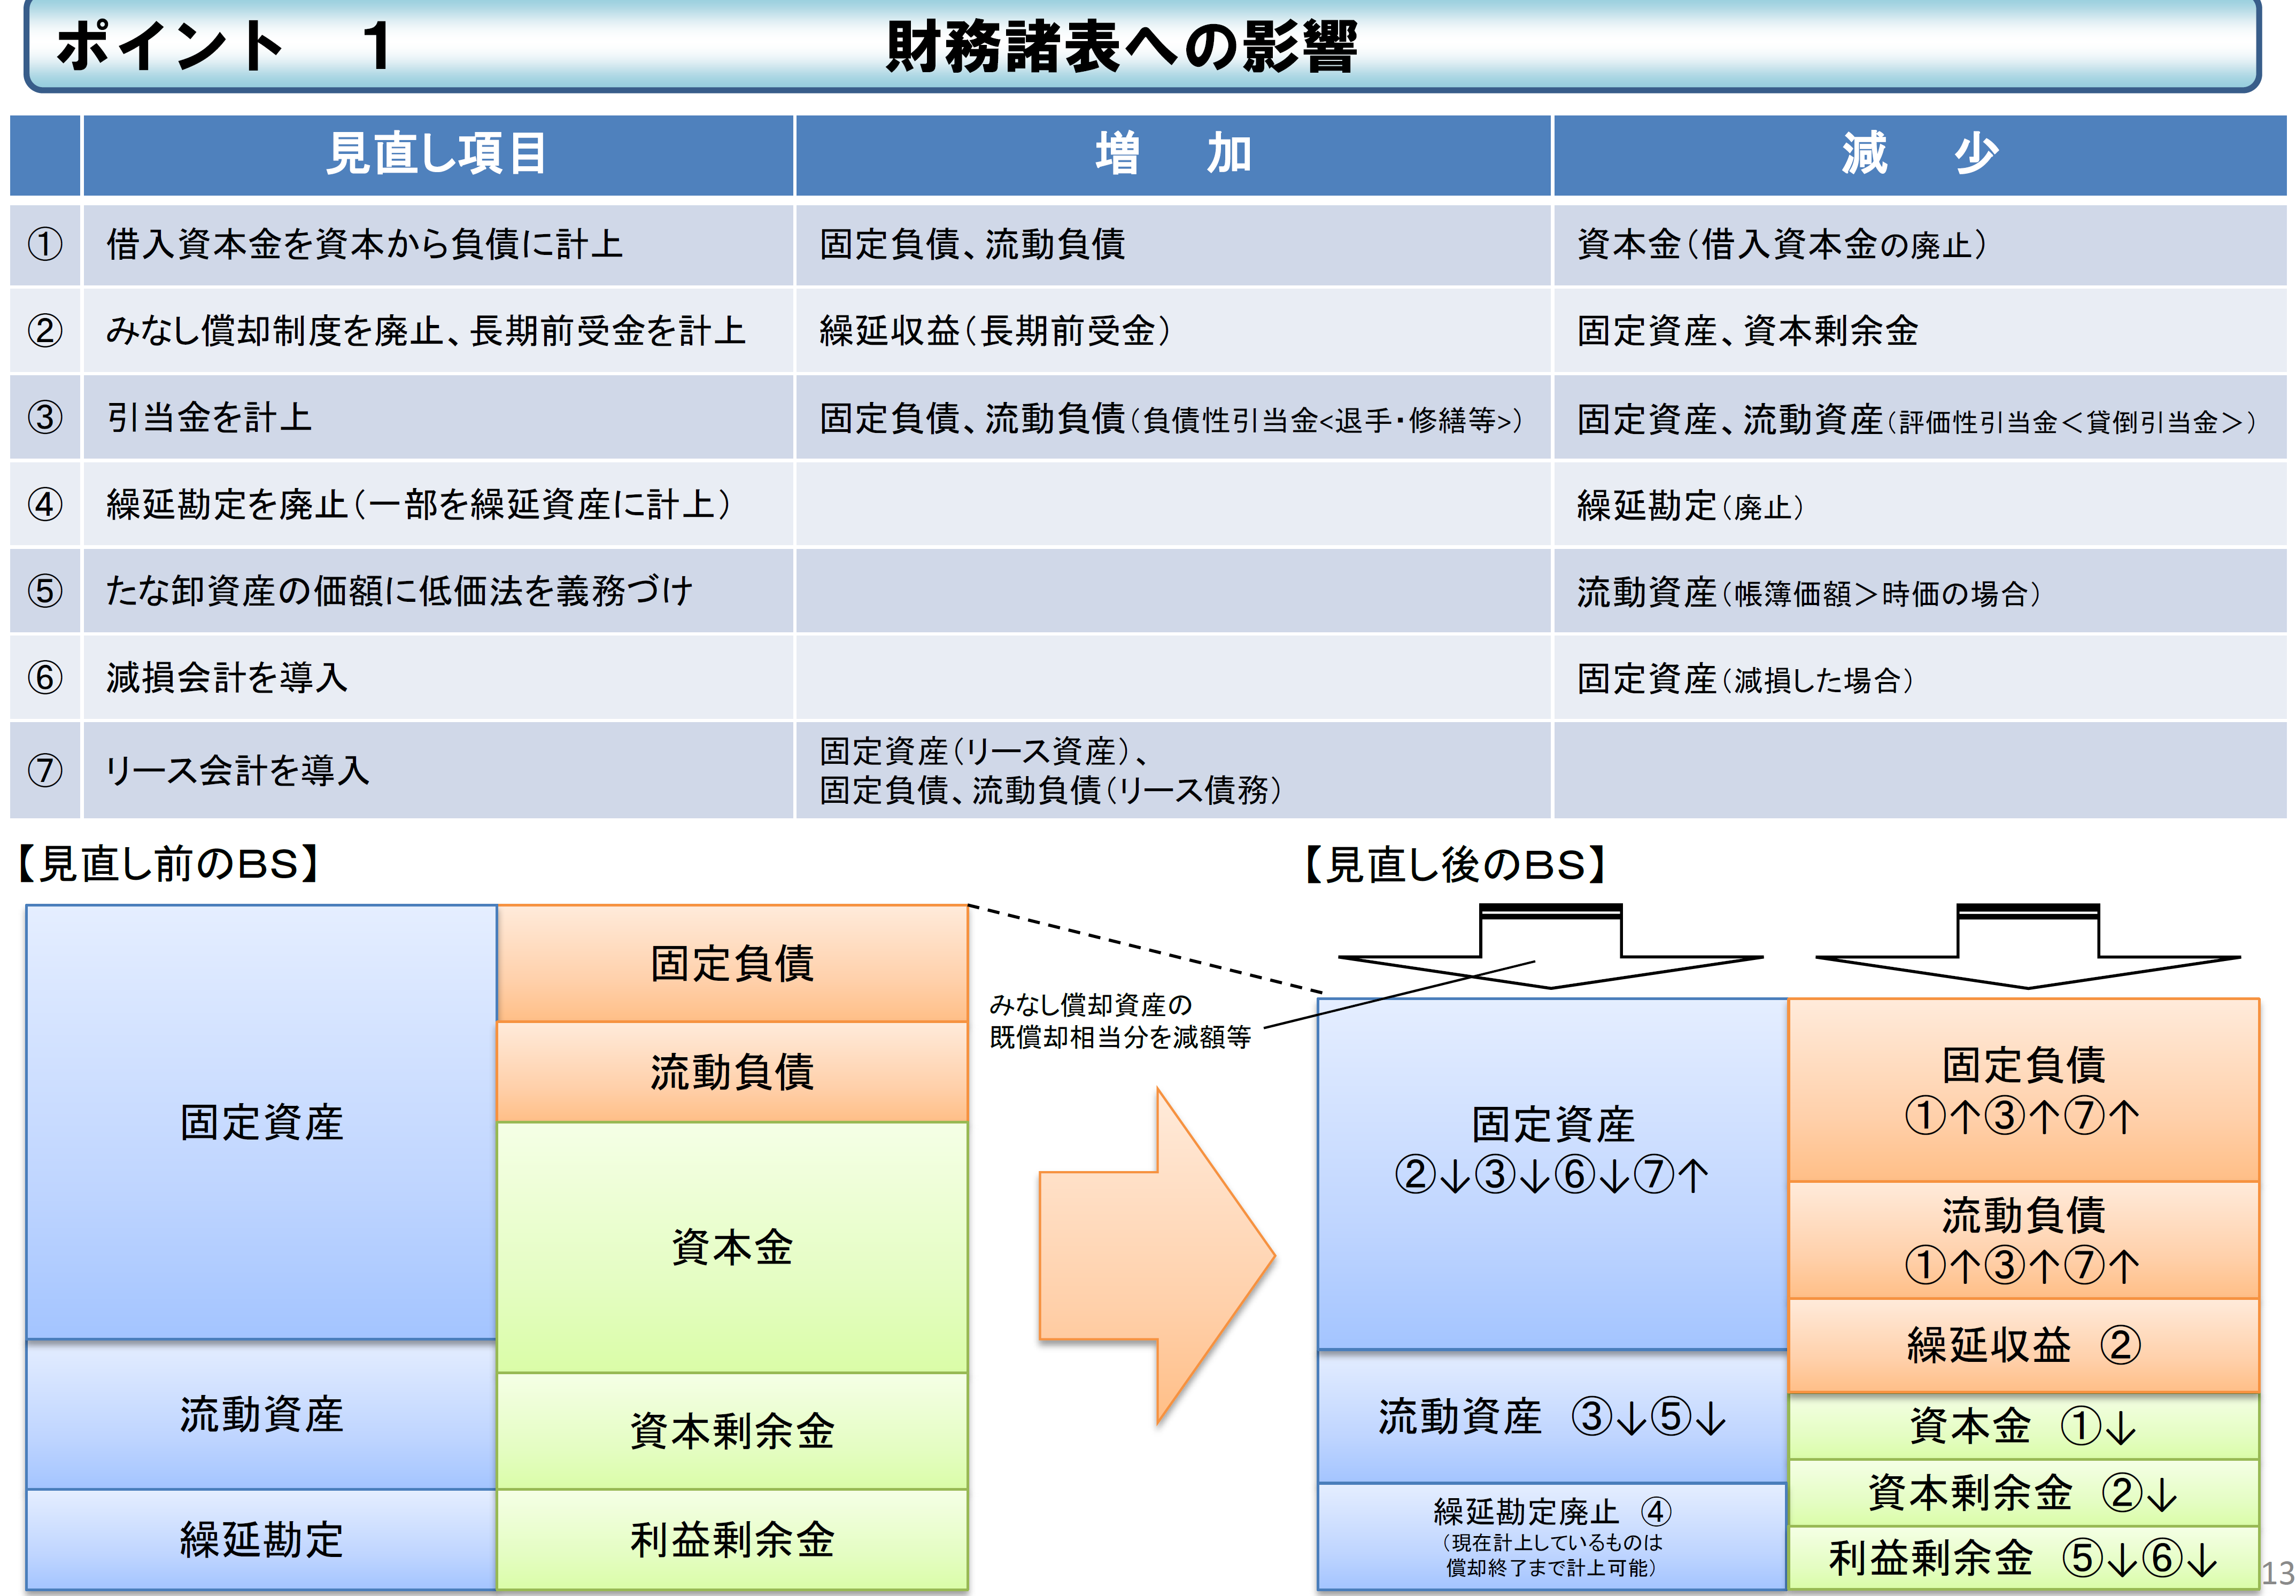 ポイント　１　財務諸表への影響
見直し項目　増　加　減　少
①　借入資本金を資本から負債に計上　固定負債、流動負債　資本金（借入資本金の廃止）
②　みなし償却制度を廃止、長期前受金を計上　繰延収益（長期前受金）　固定資産、資本剰余金
③　引当金を計上　固定負債、流動負債（負債性引当金<退手・修繕等>）　固定資産、流動資産（評価性引当金＜貸倒引当金＞）
④　繰延勘定を廃止（一部を繰延資産に計上）　繰延勘定（廃止）
⑤　たな卸資産の価額に低価法を義務づけ　流動資産（帳簿価額＞時価の場合）
⑥　減損会計を導入　固定資産（減損した場合）
⑦　リース会計を導入　固定資産（リース資産）、
固定負債、流動負債（リース債務）
【見直し前のＢＳ】
固定資産
流動資産
繰延勘定
固定負債
流動負債
資本金
資本剰余金
利益剰余金
みなし償却資産の
既償却相当分を減額等
【見直し後のＢＳ】
固定資産
②↓③↓⑥↓⑦↑
流動資産　③↓⑤↓
繰延勘定廃止　④
（現在計上しているものは
償却終了まで計上可能）
固定負債
①↑③↑⑦↑
流動負債
①↑③↑⑦↑
繰延収益　②
資本金　①↓
資本剰余金　②↓
利益剰余金　⑤↓⑥↓
13